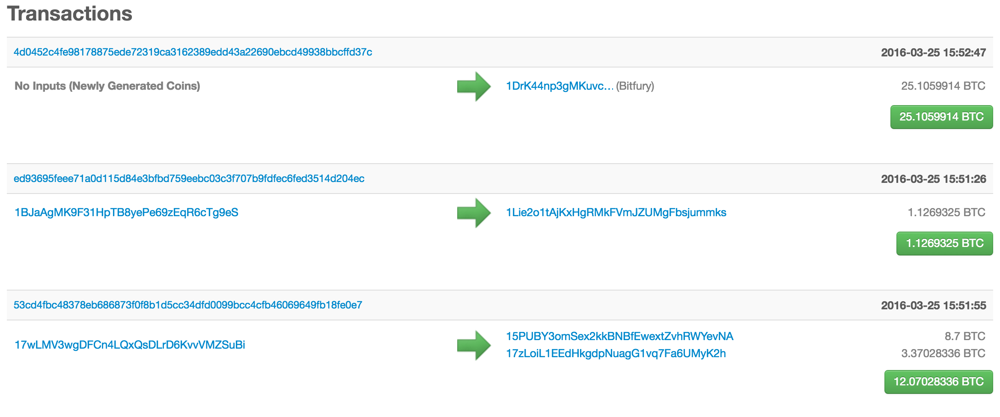 Transactions
4d0452c4fe98178875ede72319ca3162389edd43a22690ebcd49938bbcffd37c 2016-03-25 15:52:47
No Inputs (Newly Generated Coins) 1DrK44np3gMKuvc... (Bitfury) 25.1059914 BTC
25.1059914 BTC
ed93695feee71a0d115d84e3bfbd759eebc03c3f707b9fdfec6fed3514d204ec 2016-03-25 15:51:26
1BJaAgMK9F31HpTB8yePe69zEqR6cTg9eS 1Lie2o1tAjKxHgRMkFVmJZUMgFbsjummks 1.1269325 BTC
1.1269325 BTC
53cd4fbc48378eb686873f0f8b1d5cc34dfd0099bcc4cfb46069649fb18fe0e7 2016-03-25 15:51:55
17wLMV3wgDFCn4LQxQsDLrD6KvvVMZSuBi 15PUBY3omSex2kkBNBfEwextZvhRWYevNA 8.7 BTC
17zLoiL1EEdHkgdpNuagG1vq7Fa6UMyK2h 3.37028336 BTC
12.07028336 BTC